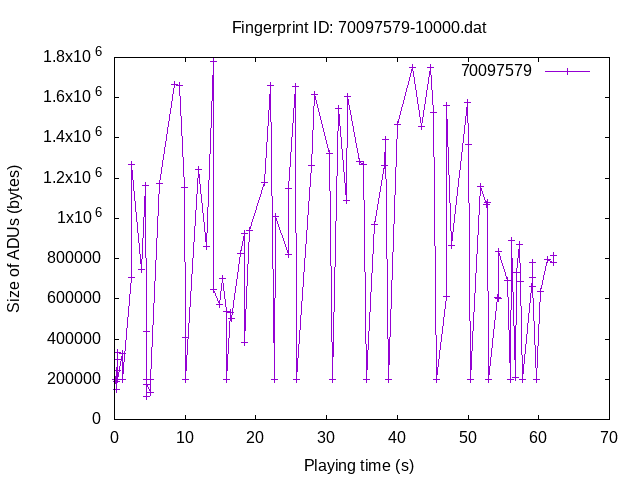 Fingerprint ID: 70097579-10000.dat
70097579
1.8x10^6
1.6x10^6
1.4x10^6
1.2x10^6
1x10^6
800000
600000
400000
200000
0
Size of ADUs (bytes)
0 10 20 30 40 50 60 70
Playing time (s)